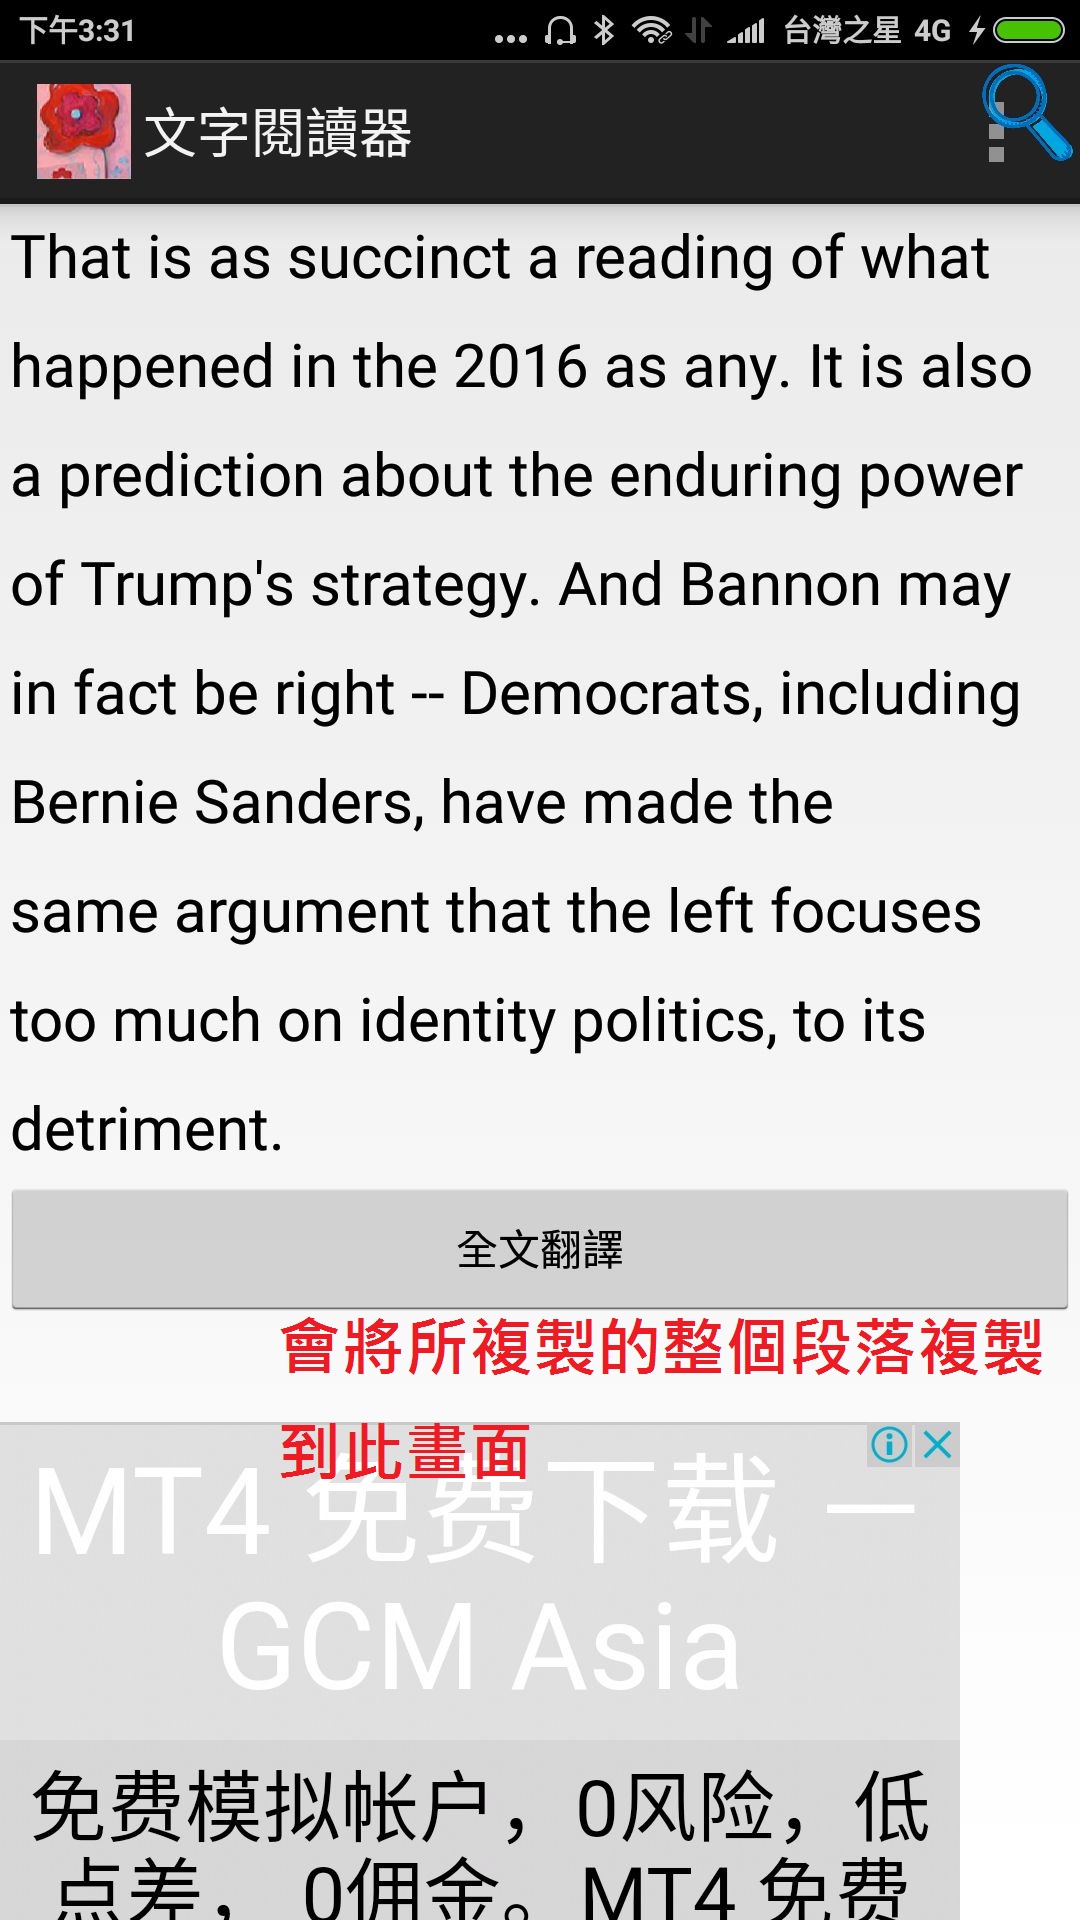 下午3:31
台灣之星 4G
文字閱讀器
That is as succinct a reading of what
happened in the 2016 as any. It is also
a prediction about the enduring power
of Trump's strategy. And Bannon may
in fact be right -- Democrats, including
Bernie Sanders, have made the
same argument that the left focuses
too much on identity politics, to its
detriment.
全文翻譯
會將所複製的整個段落複製
到此畫面
MT4 免费下载 —
GCM Asia
免费模拟帐户，0风险，低
点差，0佣金。MT4 免费